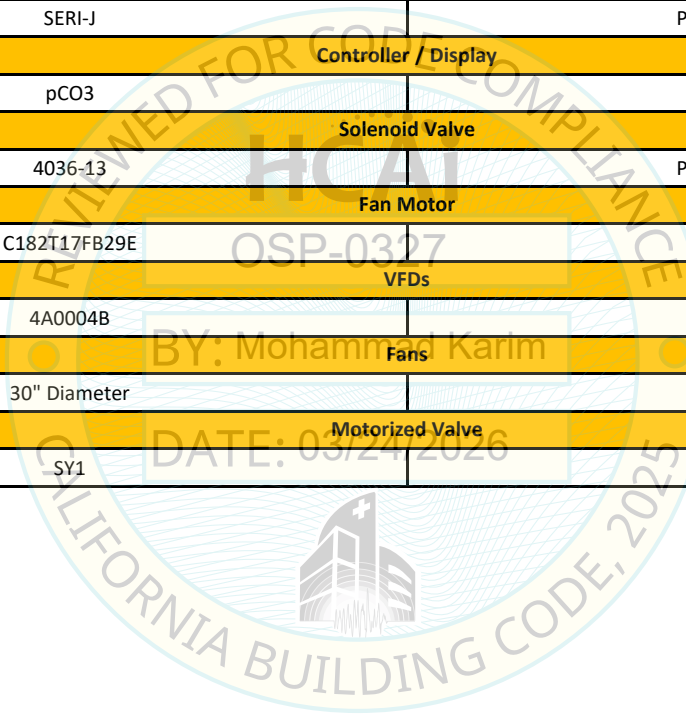 SERI-J P
Controller / Display
pCO3
Solenoid Valve
4036-13 P
Fan Motor
C182T17FB29E
VFDs
4A0004B
Fans
30" Diameter
Motorized Valve
SY1
REVIEWED FOR CODE COMPLIANCE
HCAi
OSP-0327
BY: Mohammad Karim
DATE: 03/24/2026
CALIFORNIA BUILDING CODE, 2025